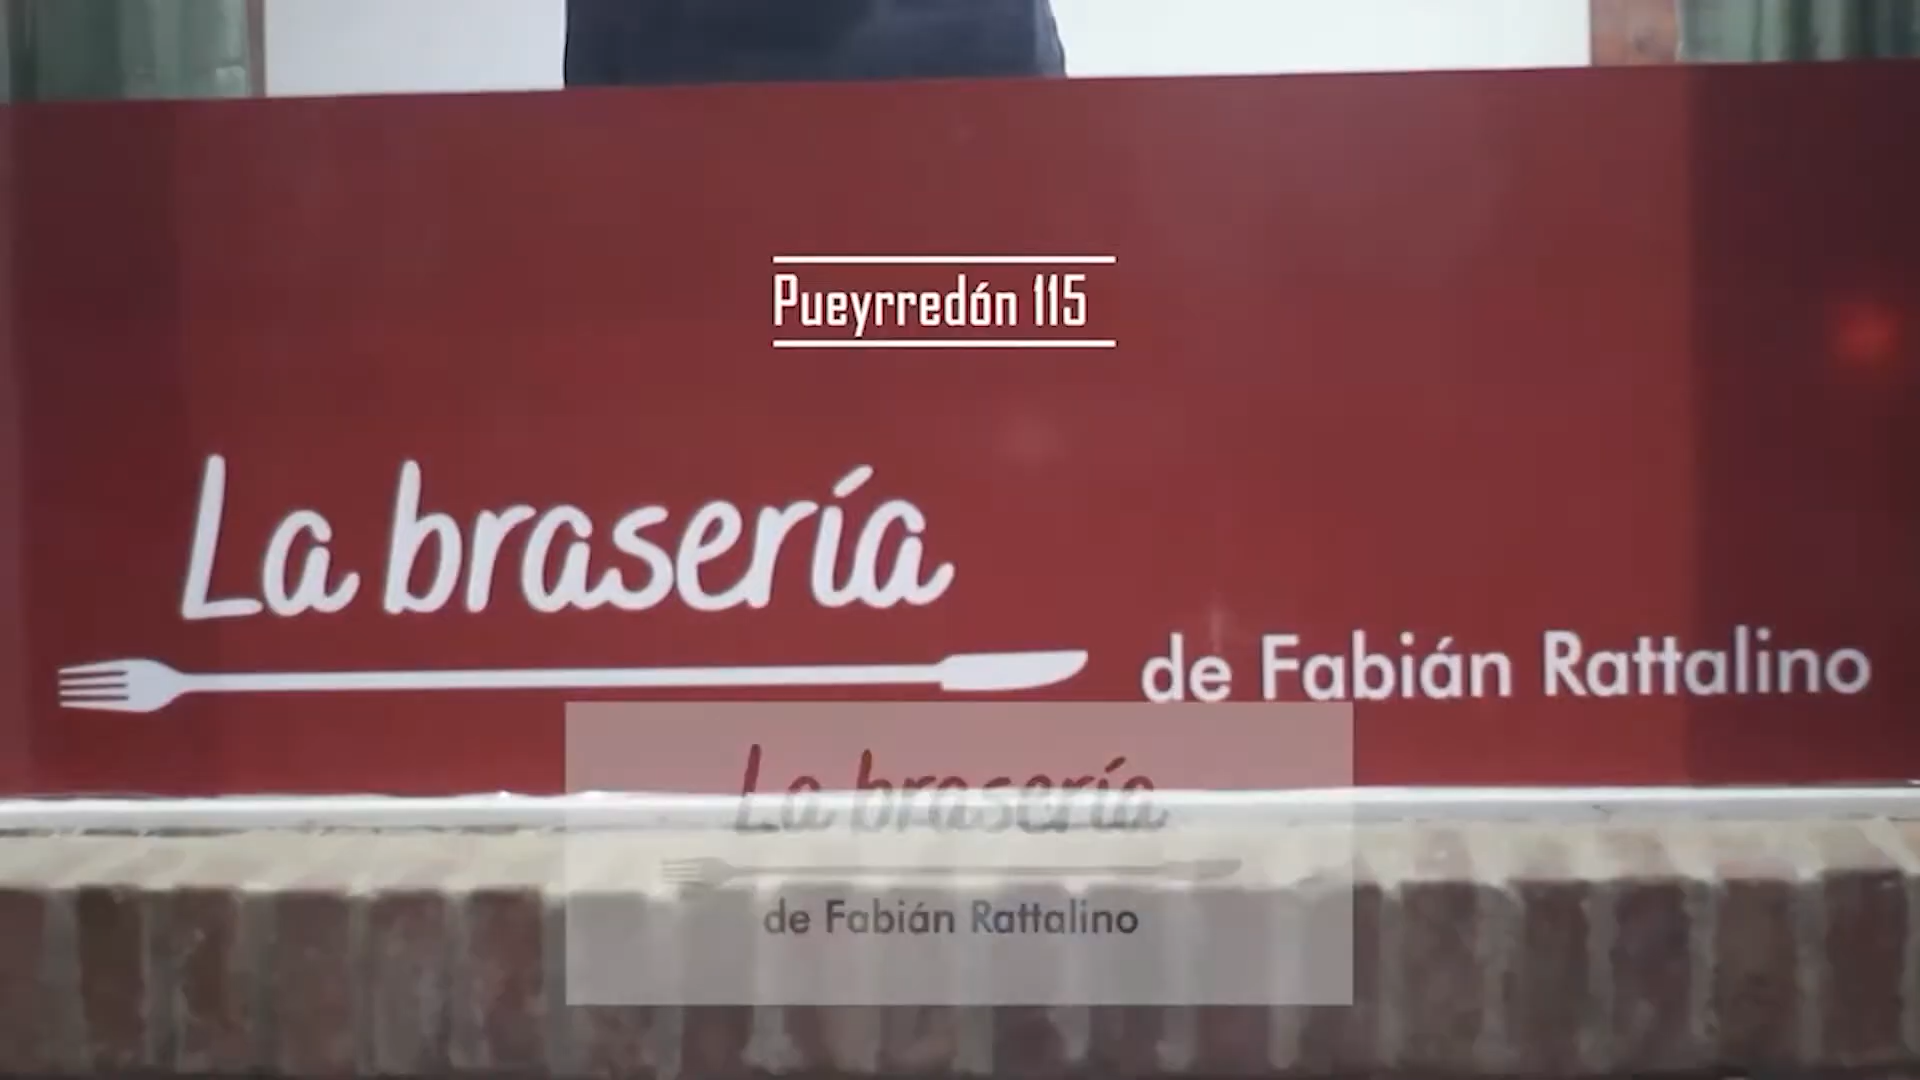 Pueyrredón 115
La brasería
de Fabián Rattalino
La brasería
de Fabián Rattalino